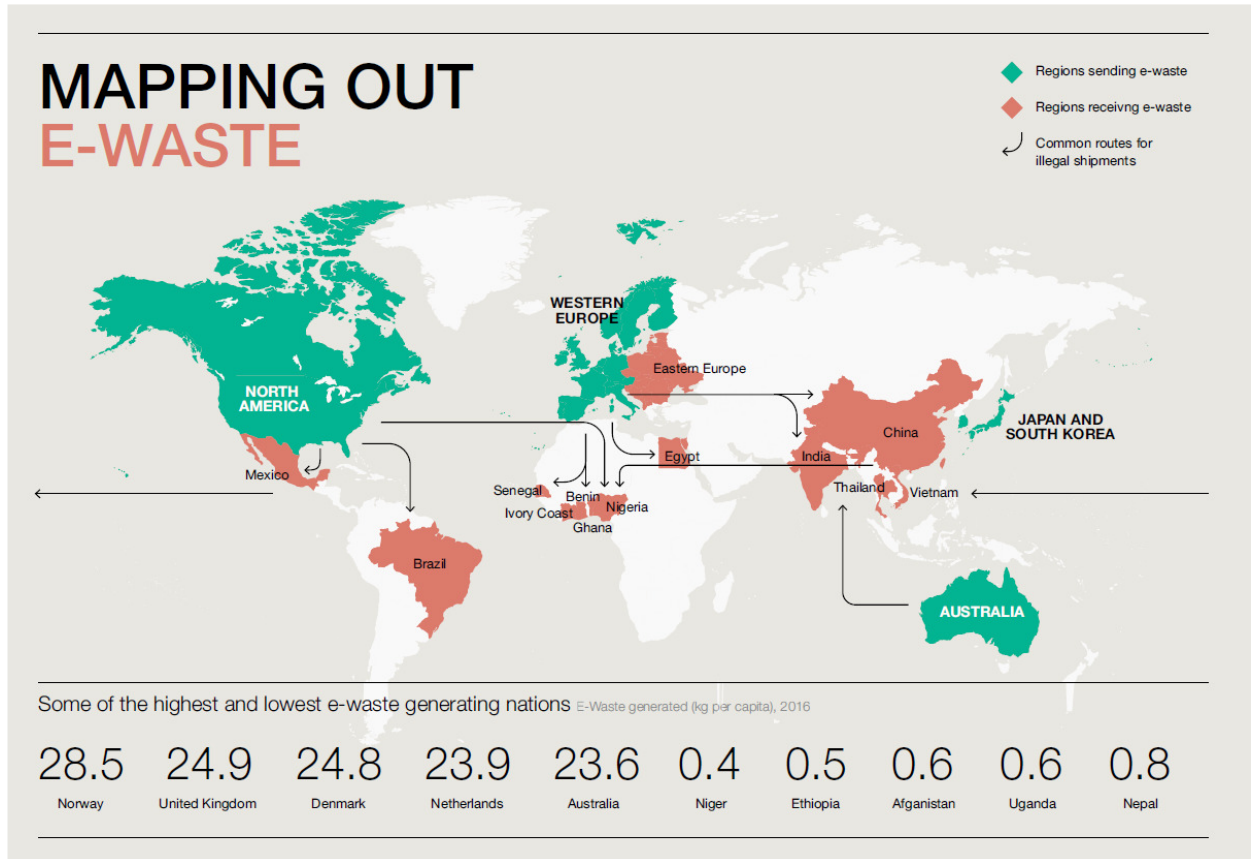 MAPPING OUT
E-WASTE
Regions sending e-waste
Regions receivng e-waste
Common routes for
illegal shipments
WESTERN
EUROPE
Eastern Europe
NORTH
AMERICA
JAPAN AND
SOUTH KOREA
China
Mexico
Egypt
India
Senegal
Benin
Thailand
Vietnam
Ivory Coast
Nigeria
Ghana
Brazil
AUSTRALIA
Some of the highest and lowest e-waste generating nations E-Waste generated (kg per capita), 2016
28.5 24.9 24.8 23.9 23.6 0.4 0.5 0.6 0.6 0.8
Norway United Kingdom Denmark Netherlands Australia Niger Ethiopia Afganistan Uganda Nepal